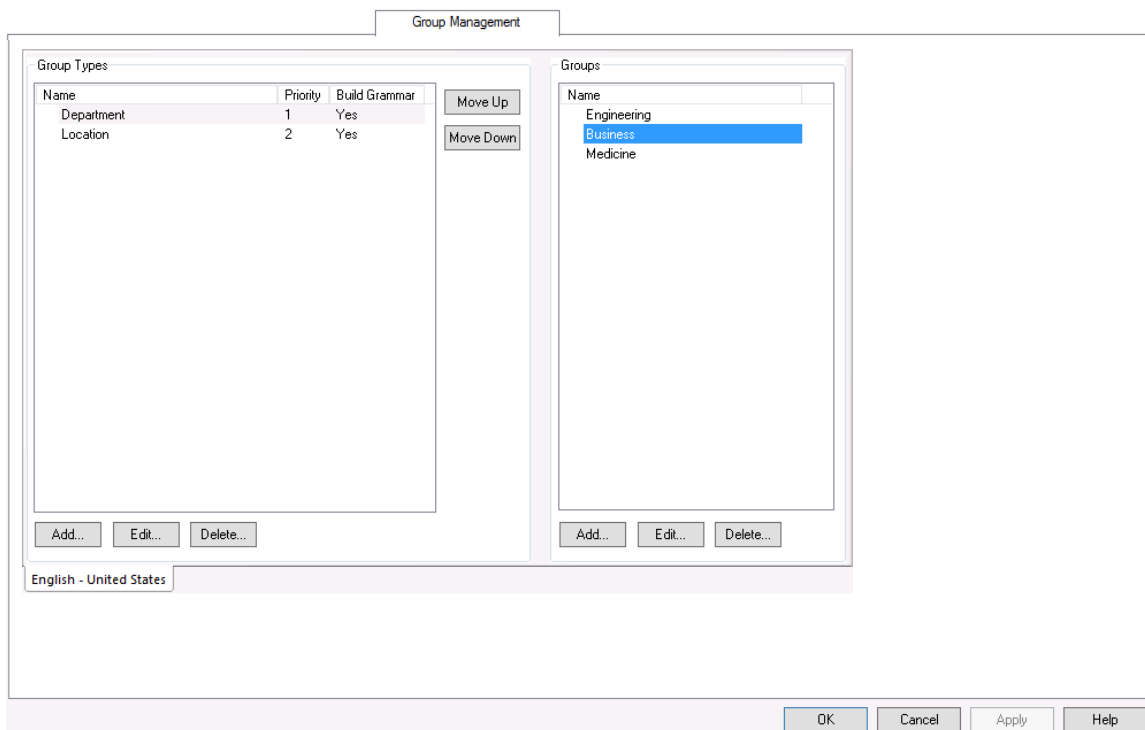 Group Management
Group Types
Name Priority Build Grammar
Department 1 Yes
Location 2 Yes
Move Up
Move Down
Add... Edit... Delete...
Groups
Name
Engineering
Business
Medicine
Add... Edit... Delete...
English - United States
OK Cancel Apply Help